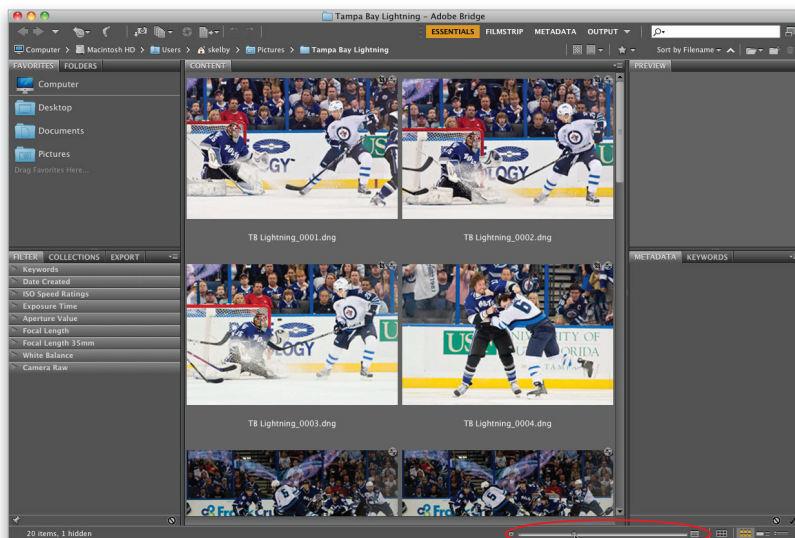 Tampa Bay Lightning – Adobe Bridge
ESSENTIALS FILMSTRIP METADATA OUTPUT
Computer > Macintosh HD > Users > skelby > Pictures > Tampa Bay Lightning
Sort by Filename
FAVORITES FOLDERS
CONTENT
PREVIEW
Computer
Desktop
Documents
Pictures
Drag Favorites Here...
TB Lightning_0001.dng
TB Lightning_0002.dng
FILTER COLLECTIONS EXPORT
METADATA KEYWORDS
Keywords
Date Created
ISO Speed Ratings
Exposure Time
Aperture Value
Focal Length
Focal Length 35mm
White Balance
Camera Raw
TB Lightning_0003.dng
TB Lightning_0004.dng
20 items, 1 hidden